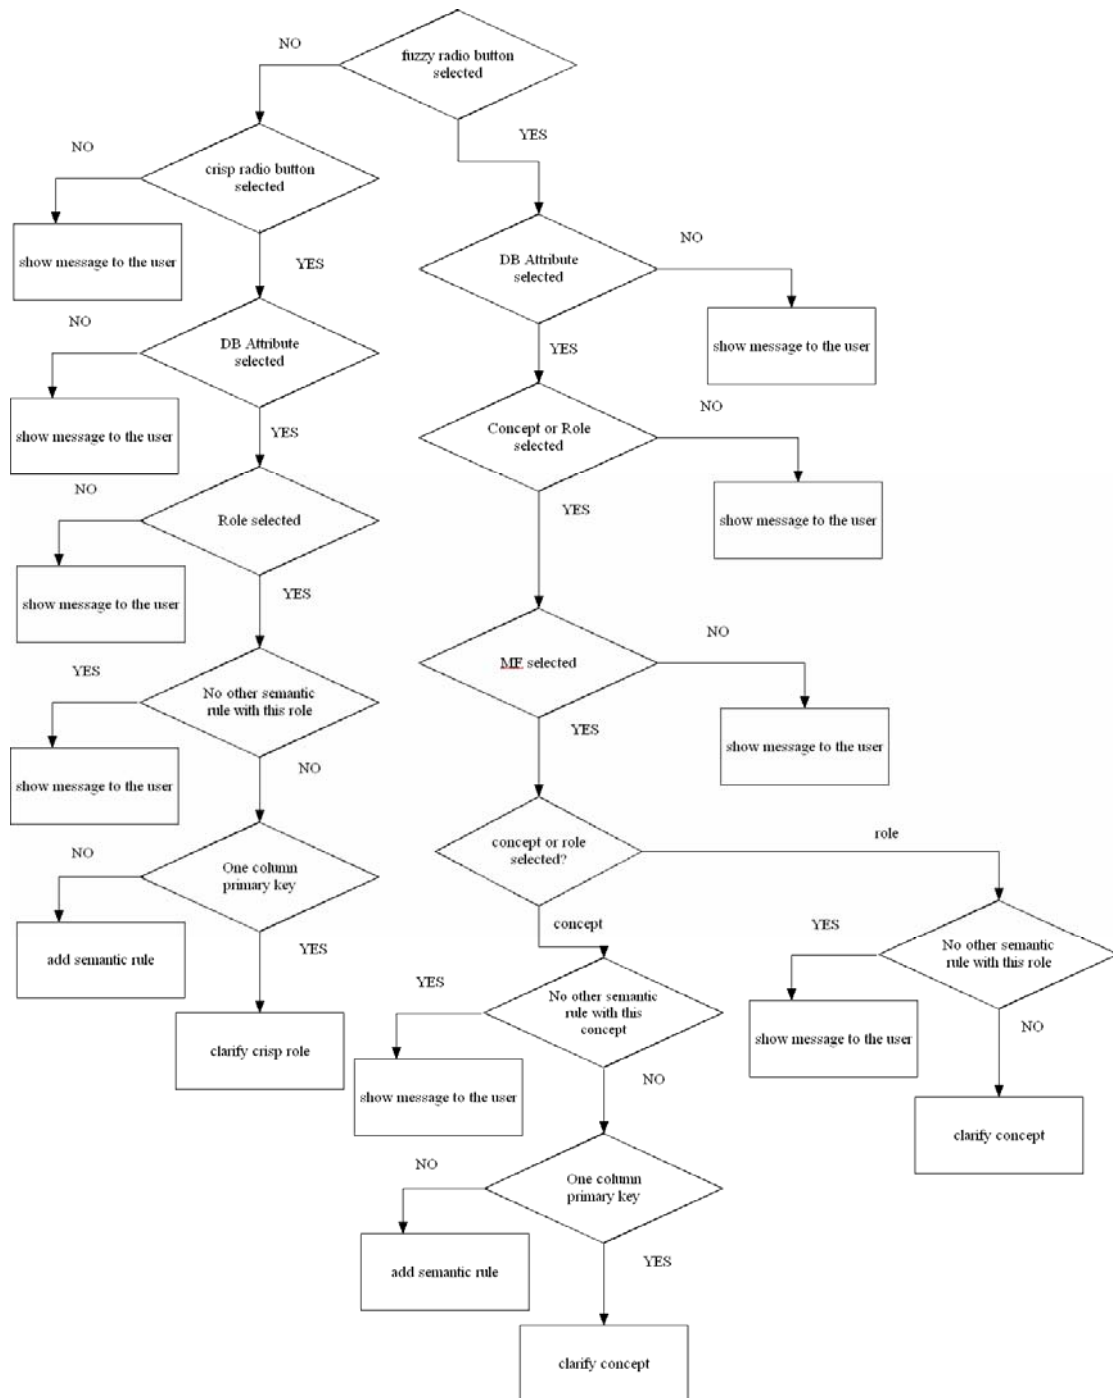 NO
fuzzy radio button
selected
YES
NO
crisp radio button
selected
show message to the user
YES
DB Attribute
selected
NO
show message to the user
NO
DB Attribute
selected
show message to the user
YES
YES
Concept or Role
selected
NO
show message to the user
NO
Role selected
show message to the user
YES
YES
MF selected
NO
show message to the user
YES
No other semantic
rule with this role
show message to the user
NO
YES
concept or role
selected?
role
concept
NO
One column
primary key
add semantic rule
YES
clarify crisp role
YES
No other semantic
rule with this role
show message to the user
NO
clarify concept
YES
No other semantic
rule with this
concept
show message to the user
NO
NO
One column
primary key
add semantic rule
YES
clarify concept